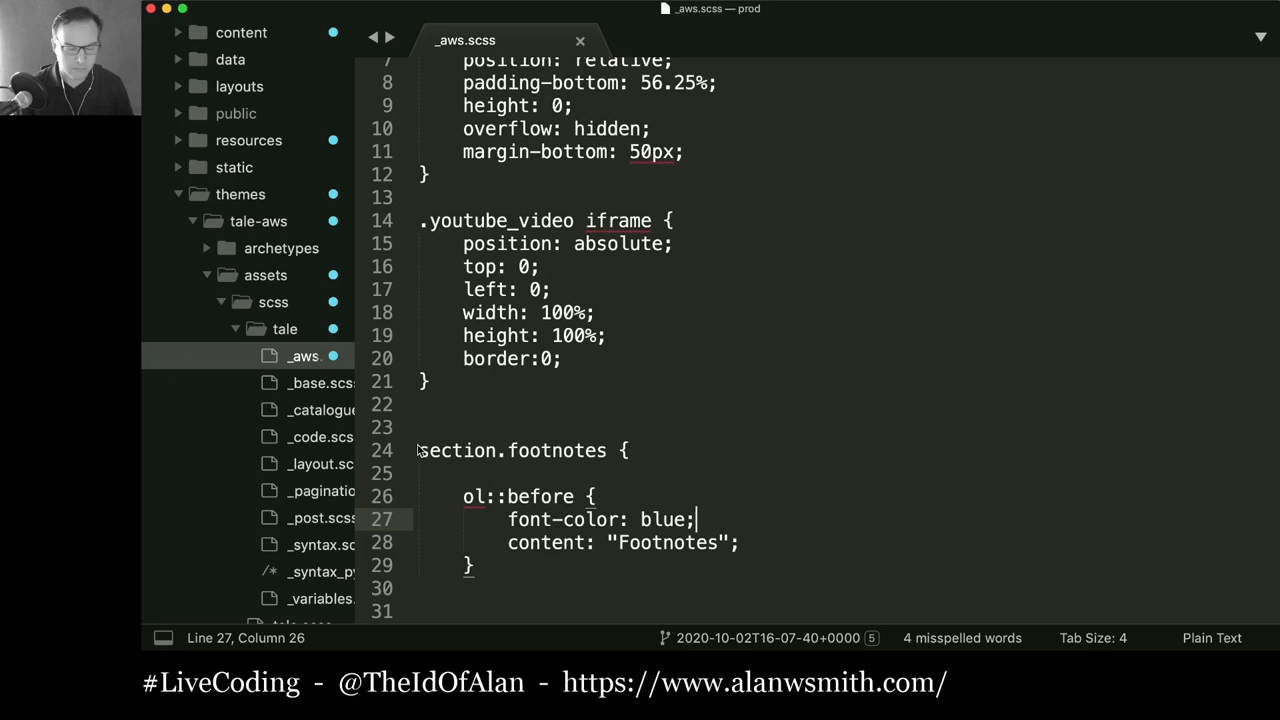 _aws.scss — prod
content
data
layouts
public
resources
static
themes
tale-aws
archetypes
assets
scss
tale
_aws.
_base.scss
_catalogue
_code.scs
_layout.sc
_paginatio
_post.scss
_syntax.sc
/* _syntax_py
_variables.
_aws.scss
7 position: relative;
8 padding-bottom: 56.25%;
9 height: 0;
10 overflow: hidden;
11 margin-bottom: 50px;
12 }
13
14 .youtube_video iframe {
15 position: absolute;
16 top: 0;
17 left: 0;
18 width: 100%;
19 height: 100%;
20 border:0;
21 }
22
23
24 section.footnotes {
25
26 ol::before {
27 font-color: blue;
28 content: "Footnotes";
29 }
30
31
Line 27, Column 26
2020-10-02T16-07-40+0000 5
4 misspelled words
Tab Size: 4
Plain Text
#LiveCoding - @TheIdOfAlan - https://www.alanwsmith.com/